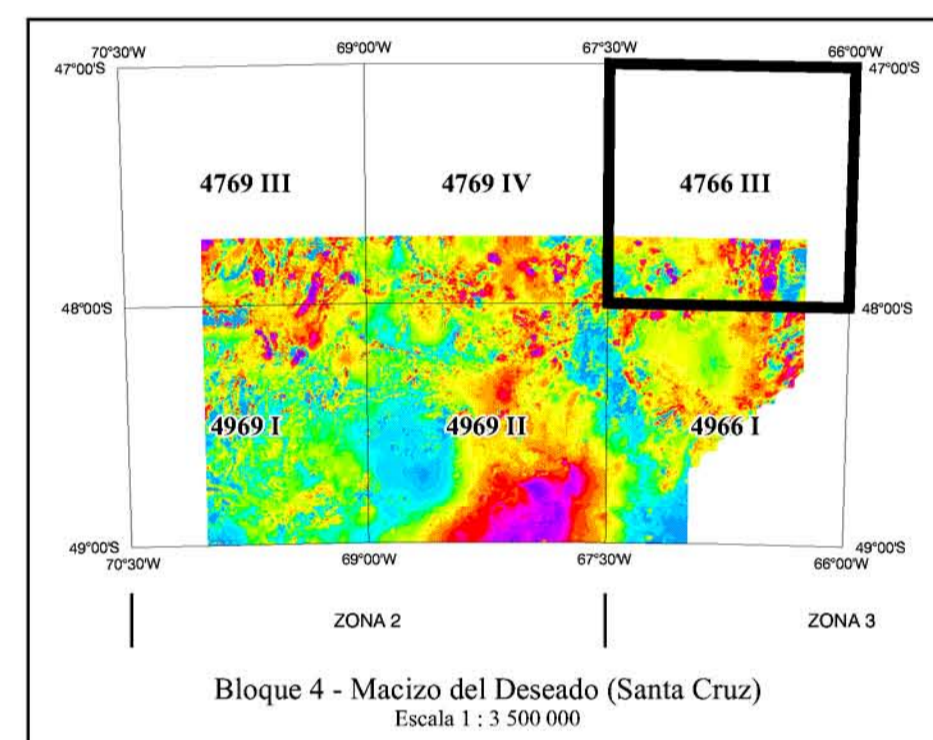 70°30'W 69°00'W 67°30'W 66°00'W
47°00'S 47°00'S
4769 III 4769 IV 4766 III
48°00'S 48°00'S
4969 I 4969 II 4966 I
49°00'S 49°00'S
70°30'W 69°00'W 67°30'W 66°00'W
ZONA 2 ZONA 3
Bloque 4 - Macizo del Deseado (Santa Cruz)
Escala 1 : 3 500 000